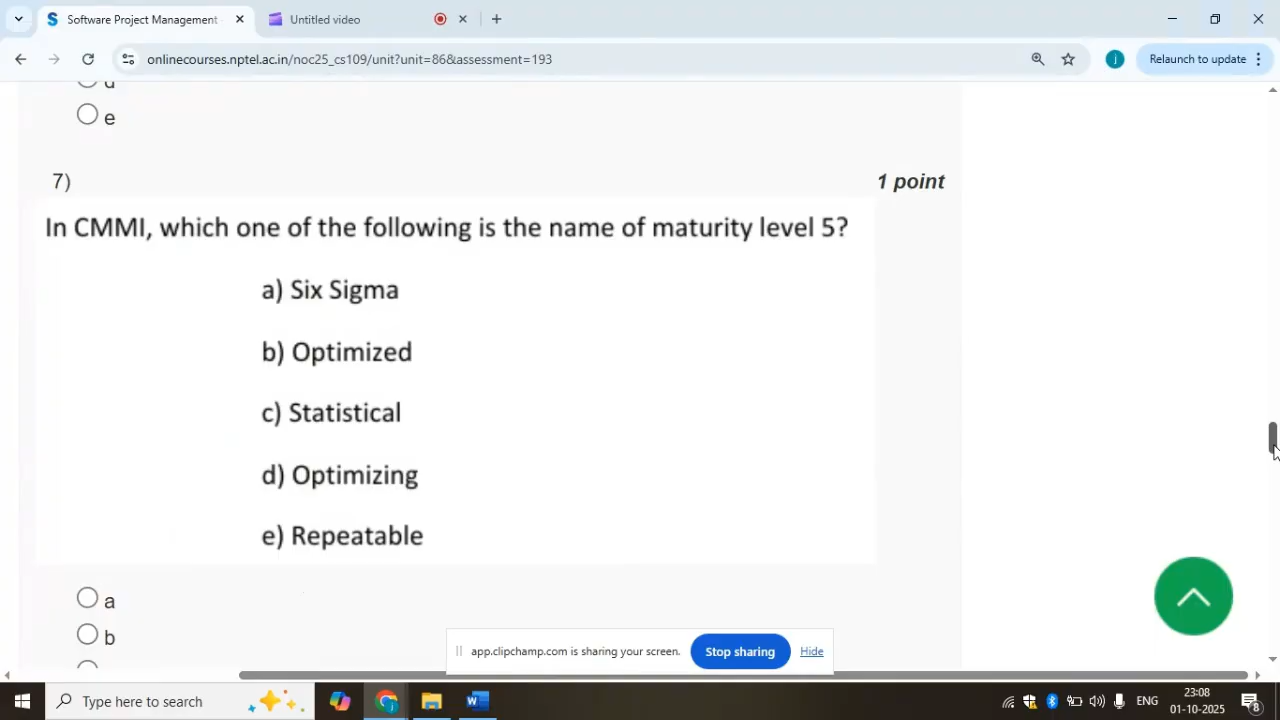 Software Project Management
Untitled video
onlinecourses.nptel.ac.in/noc25_cs109/unit?unit=86&assessment=193
Relaunch to update
e
7)
1 point
In CMMI, which one of the following is the name of maturity level 5?
a) Six Sigma
b) Optimized
c) Statistical
d) Optimizing
e) Repeatable
a
b
app.clipchamp.com is sharing your screen.
Stop sharing
Hide
Type here to search
ENG
23:08
01-10-2025
8